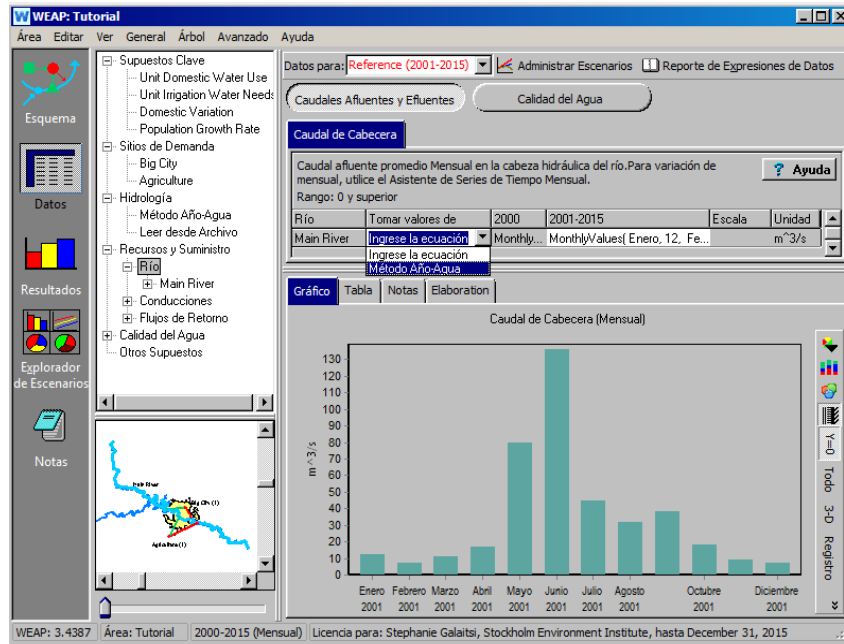 WEAP: Tutorial
Área Editar Ver General Árbol Avanzado Ayuda
Esquema
Datos
Resultados
Explorador
de Escenarios
Notas
Supuestos Clave
Unit Domestic Water Use
Unit Irrigation Water Needs
Domestic Variation
Population Growth Rate
Sitios de Demanda
Big City
Agriculture
Hidrología
Método Año-Agua
Leer desde Archivo
Recursos y Suministro
Río
Main River
Conducciones
Flujos de Retorno
Calidad del Agua
Otros Supuestos
Main River
Big City (1)
Agriculture (1)
Datos para: Reference (2001-2015) Administrar Escenarios Reporte de Expresiones de Datos
Caudales Afluentes y Efluentes Calidad del Agua
Caudal de Cabecera
Caudal afluente promedio Mensual en la cabeza hidráulica del río.Para variación de
mensual, utilice el Asistente de Series de Tiempo Mensual.
Rango: 0 y superior
? Ayuda
Río Tomar valores de 2000 2001-2015 Escala Unidad
Main River Ingrese la ecuación Monthly... MonthlyValues( Enero, 12, Fe... m^3/s
Ingrese la ecuación
Método Año-Agua
Gráfico Tabla Notas Elaboration
Caudal de Cabecera (Mensual)
130
120
110
100
90
80
70
60
50
40
30
20
10
0
m^3/s
Enero Febrero Marzo Abril Mayo Junio Julio Agosto Octubre Diciembre
2001 2001 2001 2001 2001 2001 2001 2001 2001 2001
Y=0
Todo
3-D
Registro
WEAP: 3.4387 Área: Tutorial 2000-2015 (Mensual) Licencia para: Stephanie Galaitsi, Stockholm Environment Institute, hasta December 31, 2015